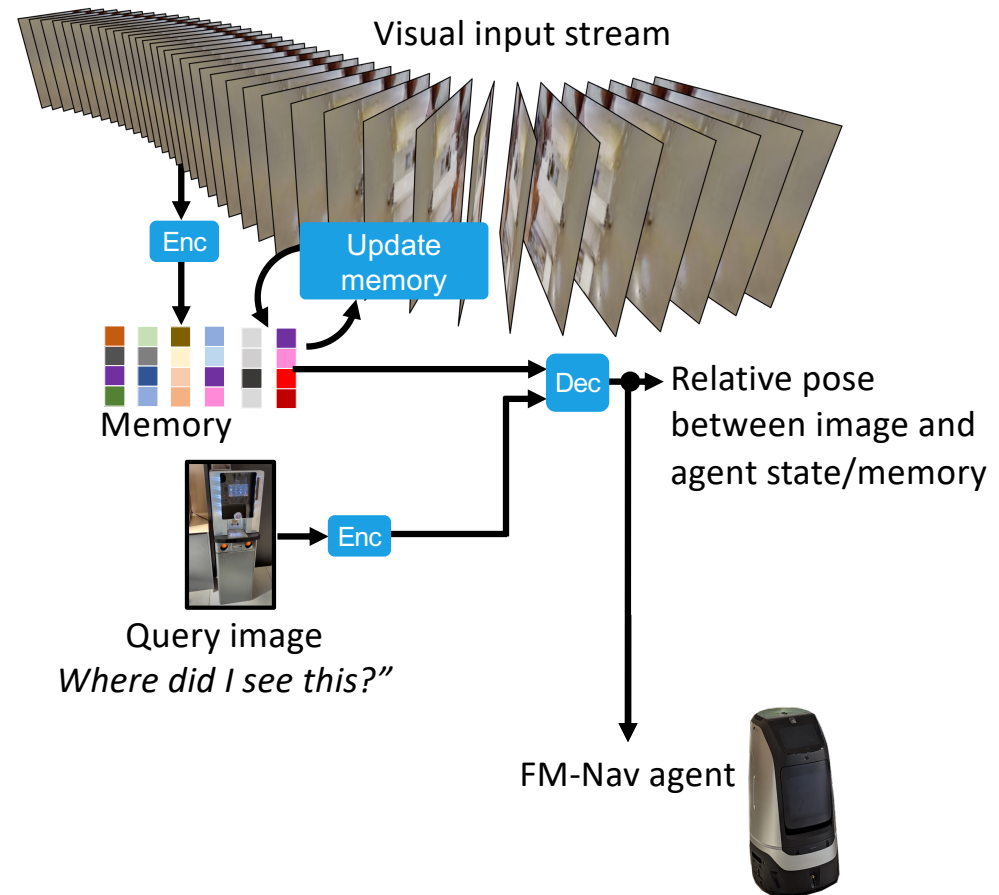 Visual input stream
Enc
Update
memory
Memory
Dec
Relative pose
between image and
agent state/memory
Enc
Query image
Where did I see this?”
FM-Nav agent